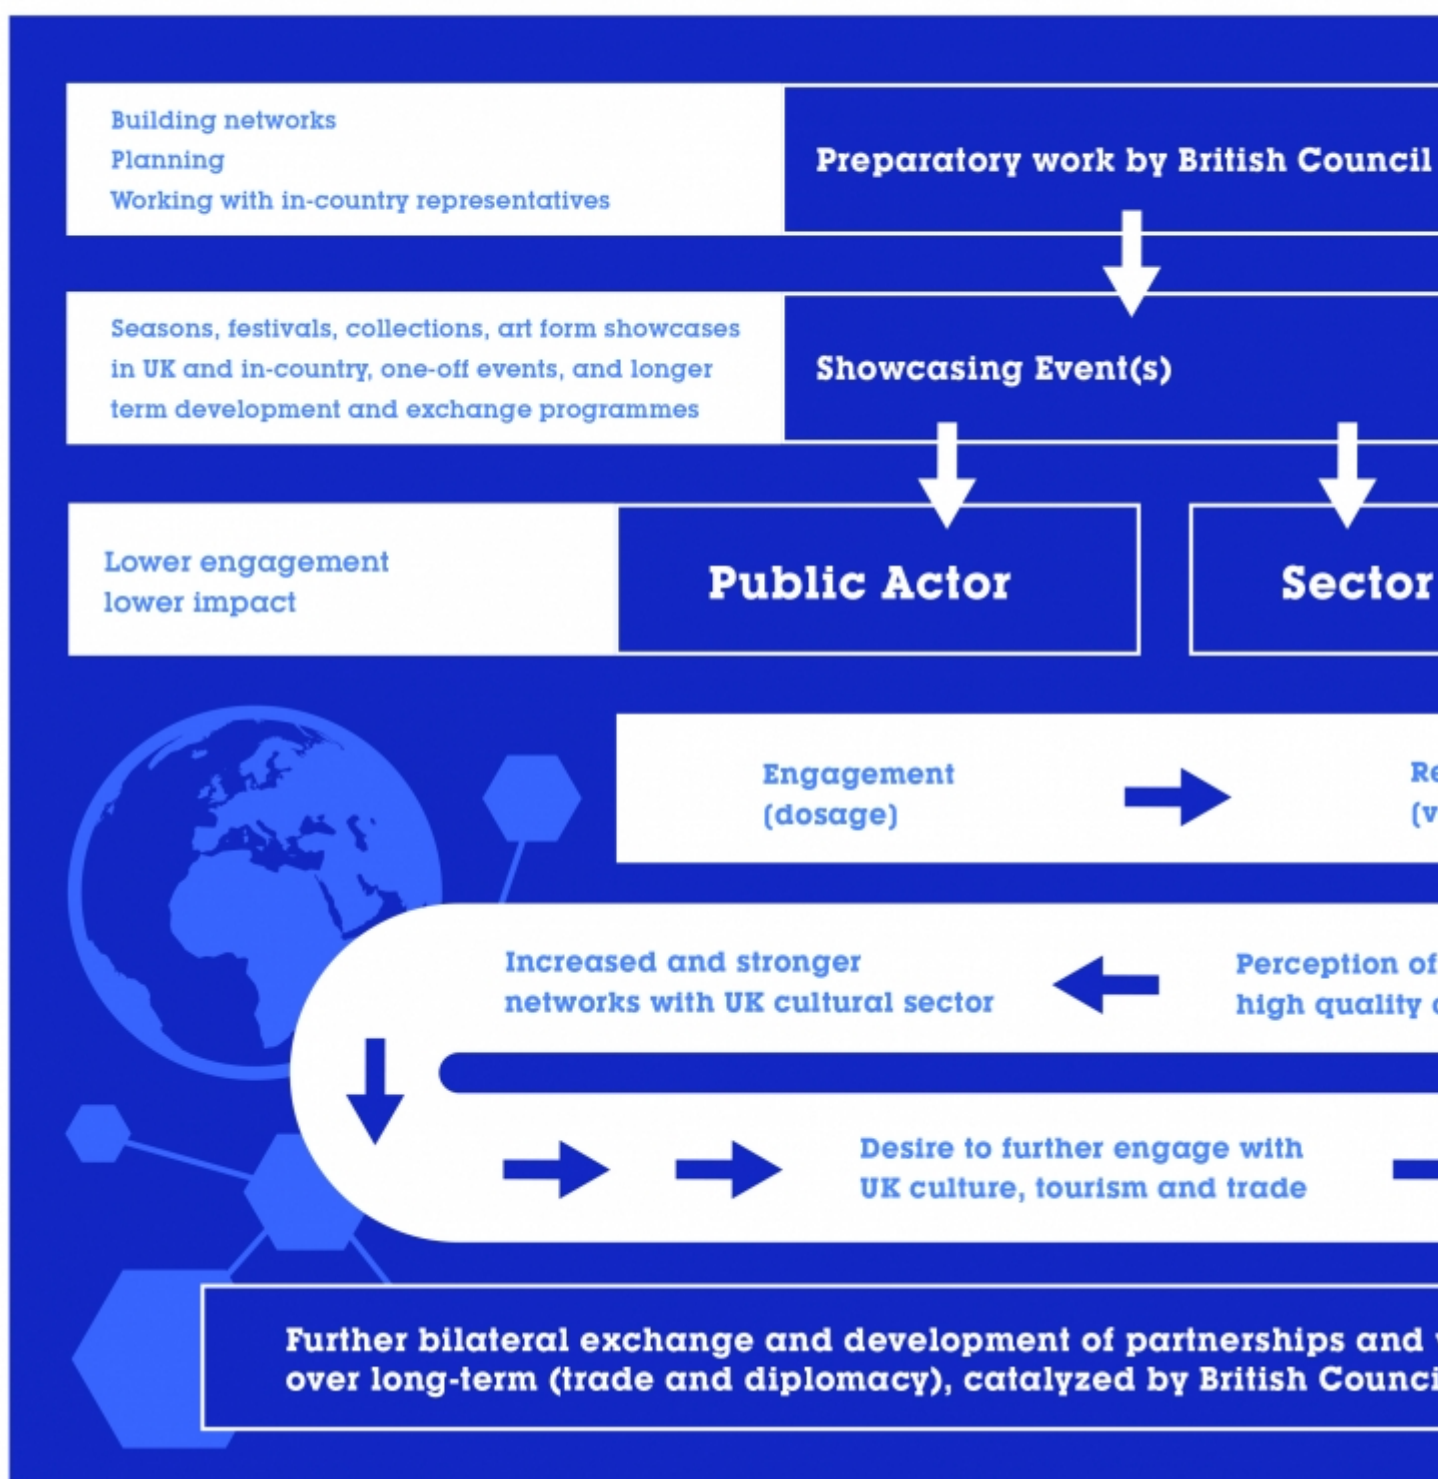 Building networks
Planning
Working with in-country representatives
Preparatory work by British Council
Seasons, festivals, collections, art form showcases
in UK and in-country, one-off events, and longer
term development and exchange programmes
Showcasing Event(s)
Lower engagement
lower impact
Public Actor
Sector
Engagement
(dosage)
Increased and stronger
networks with UK cultural sector
Perception of
high quality
Desire to further engage with
UK culture, tourism and trade
Further bilateral exchange and development of partnerships and
over long-term (trade and diplomacy), catalyzed by British